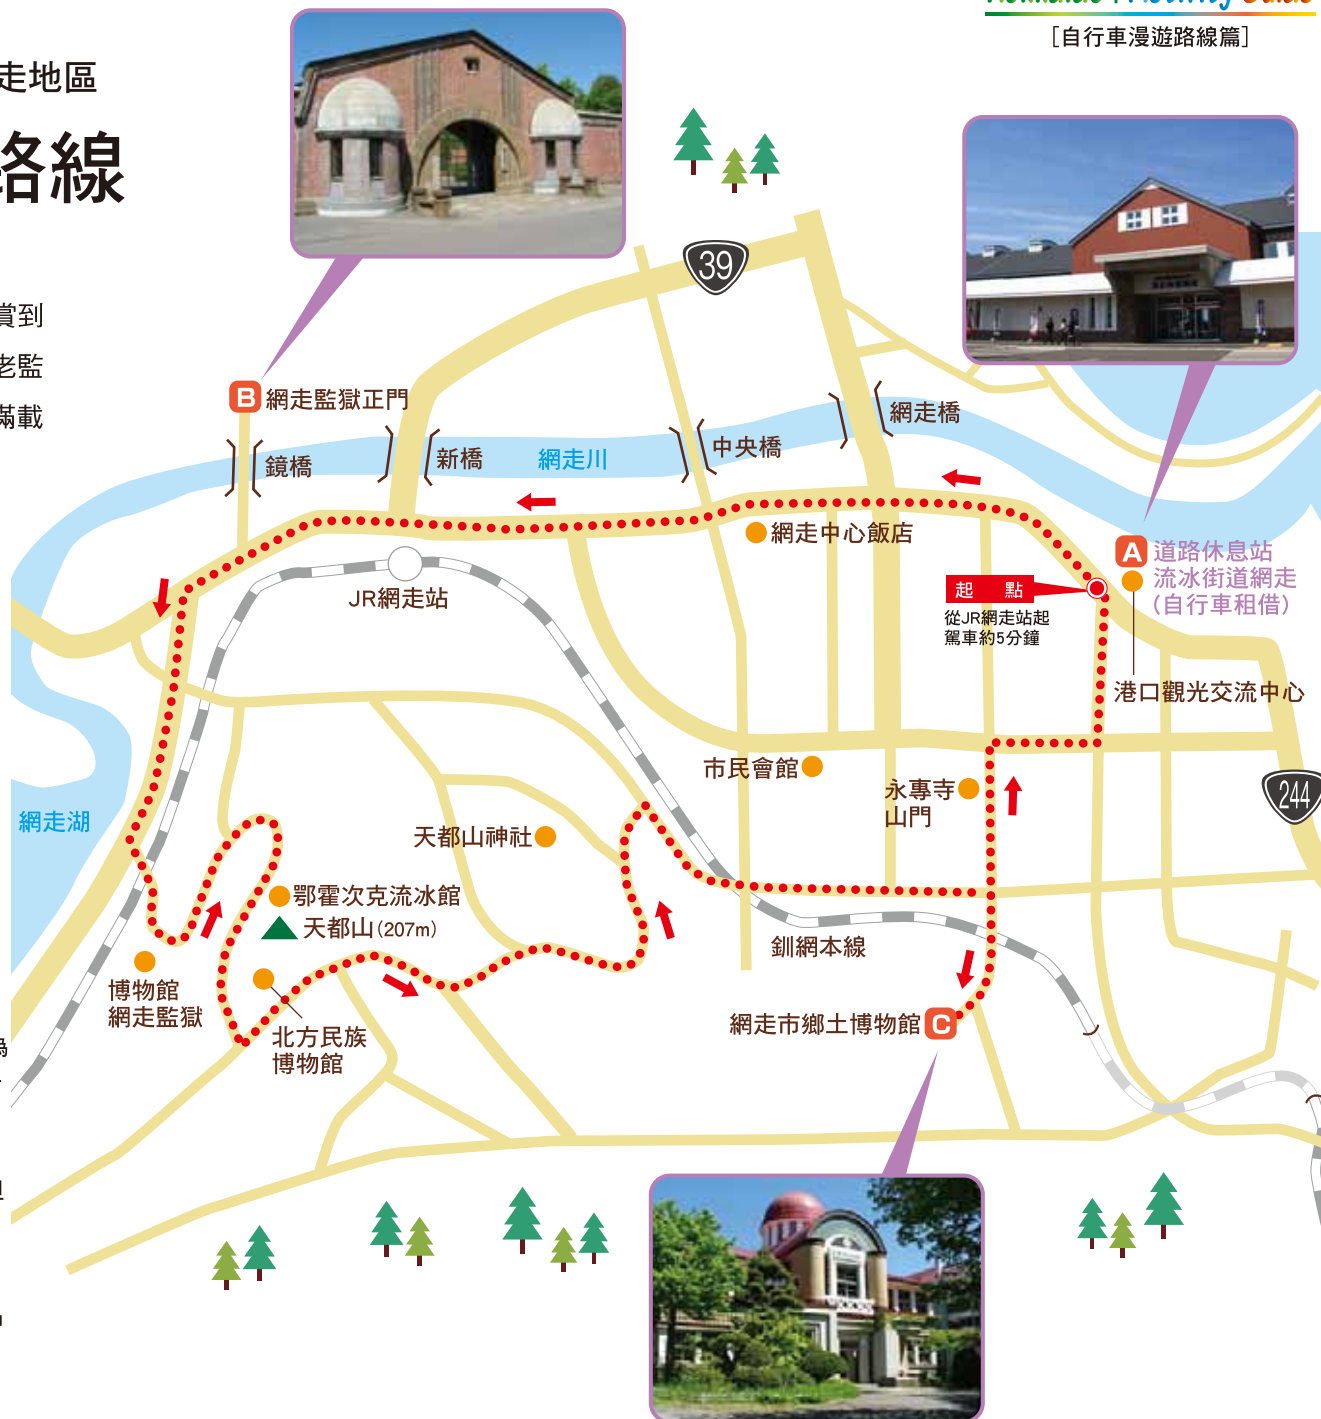 [自行車漫遊路線篇]
走地區
路線
賞到
老監
滿載
39
B 網走監獄正門
鏡橋
新橋
網走川
中央橋
網走橋
網走中心飯店
A 道路休息站
流冰街道網走
(自行車租借)
起點
從JR網走站起
駕車約5分鐘
JR網走站
港口觀光交流中心
市民會館
永專寺
山門
244
網走湖
天都山神社
鄂霍次克流冰館
天都山(207m)
釧網本線
博物館
網走監獄
北方民族
博物館
網走市鄉土博物館 C